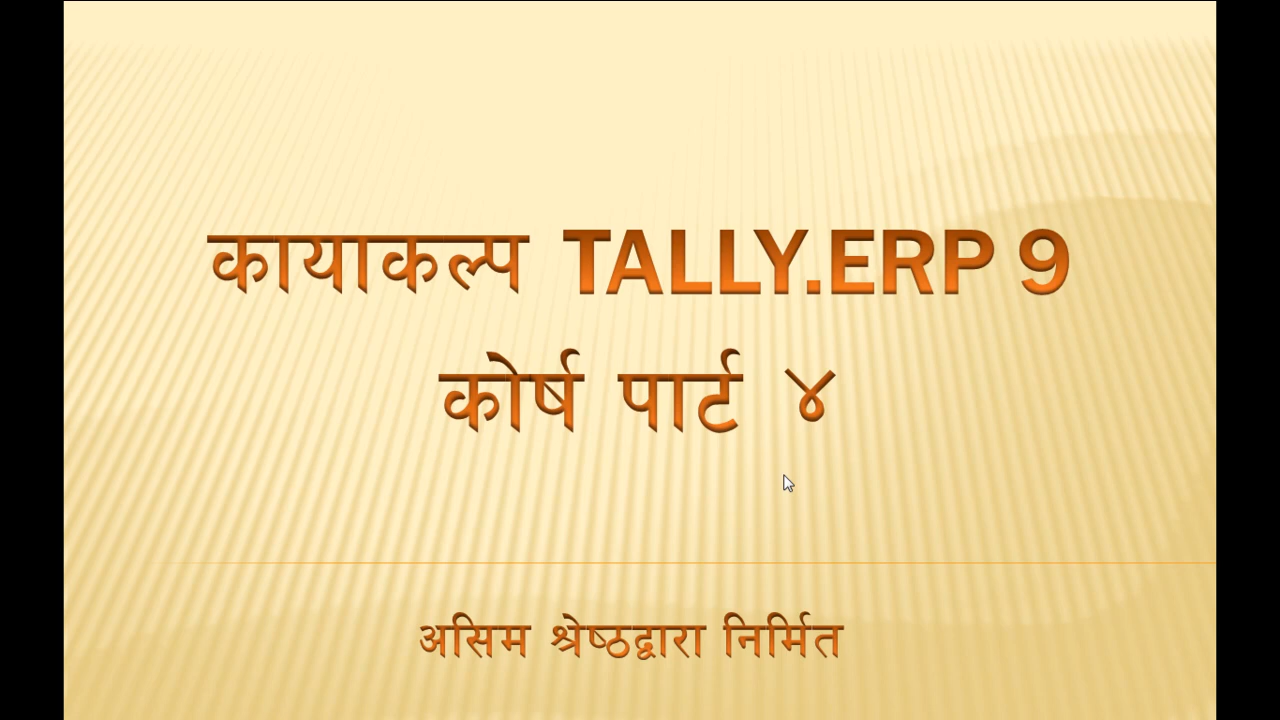 कायाकल्प TALLY.ERP 9
कोर्ष पार्ट ४
असिम श्रेष्ठद्वारा निर्मित